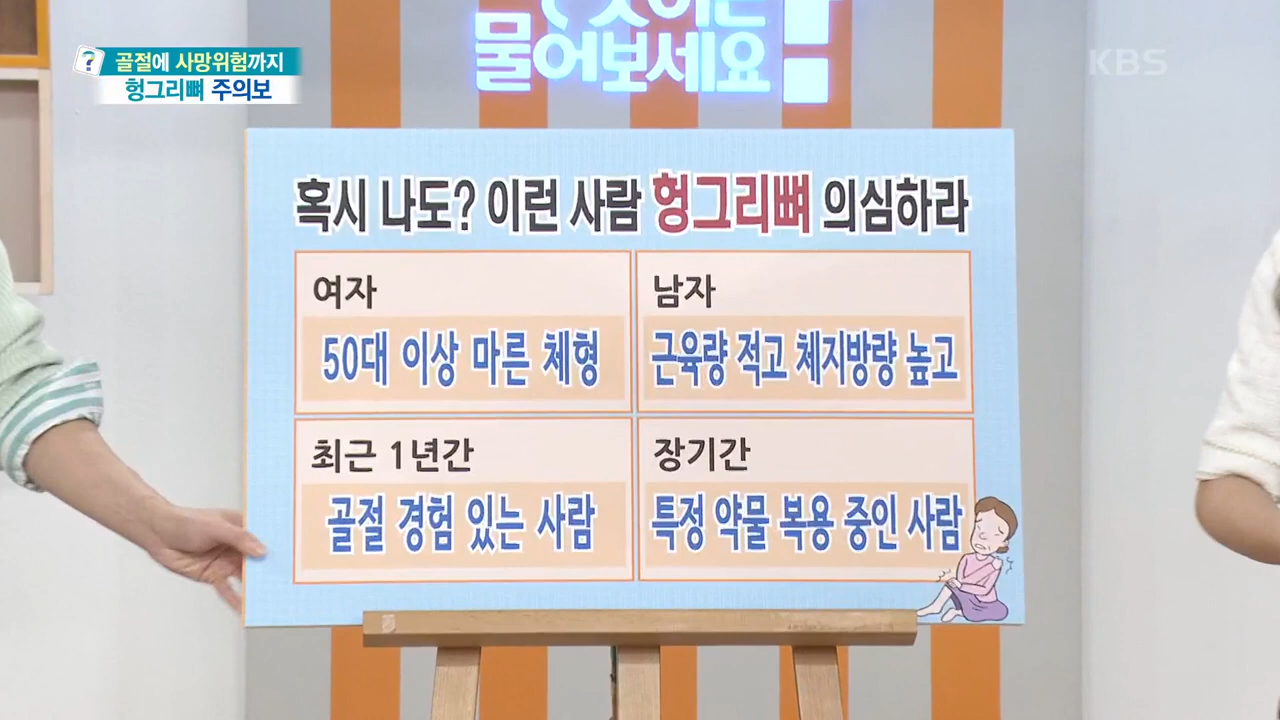 골절에 사망위험까지
헝그리뼈 주의보
물어보세요
KBS
혹시 나도? 이런 사람 헝그리뼈 의심하라
여자
50대 이상 마른 체형
남자
근육량 적고 체지방량 높고
최근 1년간
골절 경험 있는 사람
장기간
특정 약물 복용 중인 사람